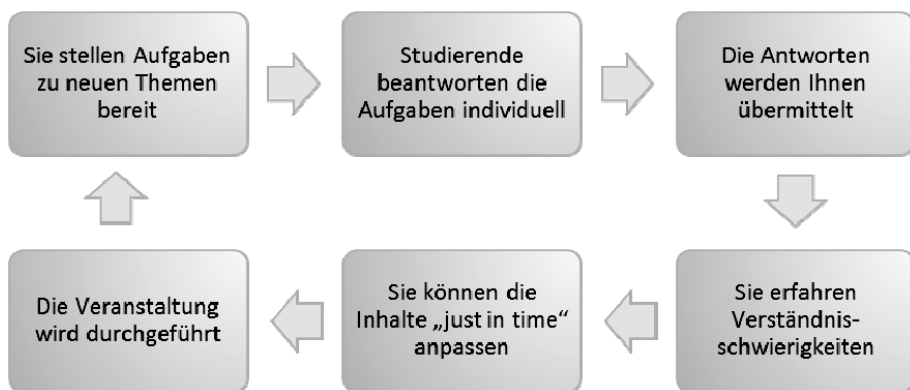 Sie stellen Aufgaben
zu neuen Themen
bereit
Studierende
beantworten die
Aufgaben individuell
Die Antworten
werden Ihnen
übermittelt
Sie erfahren
Verständnis-
schwierigkeiten
Sie können die
Inhalte „just in time“
anpassen
Die Veranstaltung
wird durchgeführt